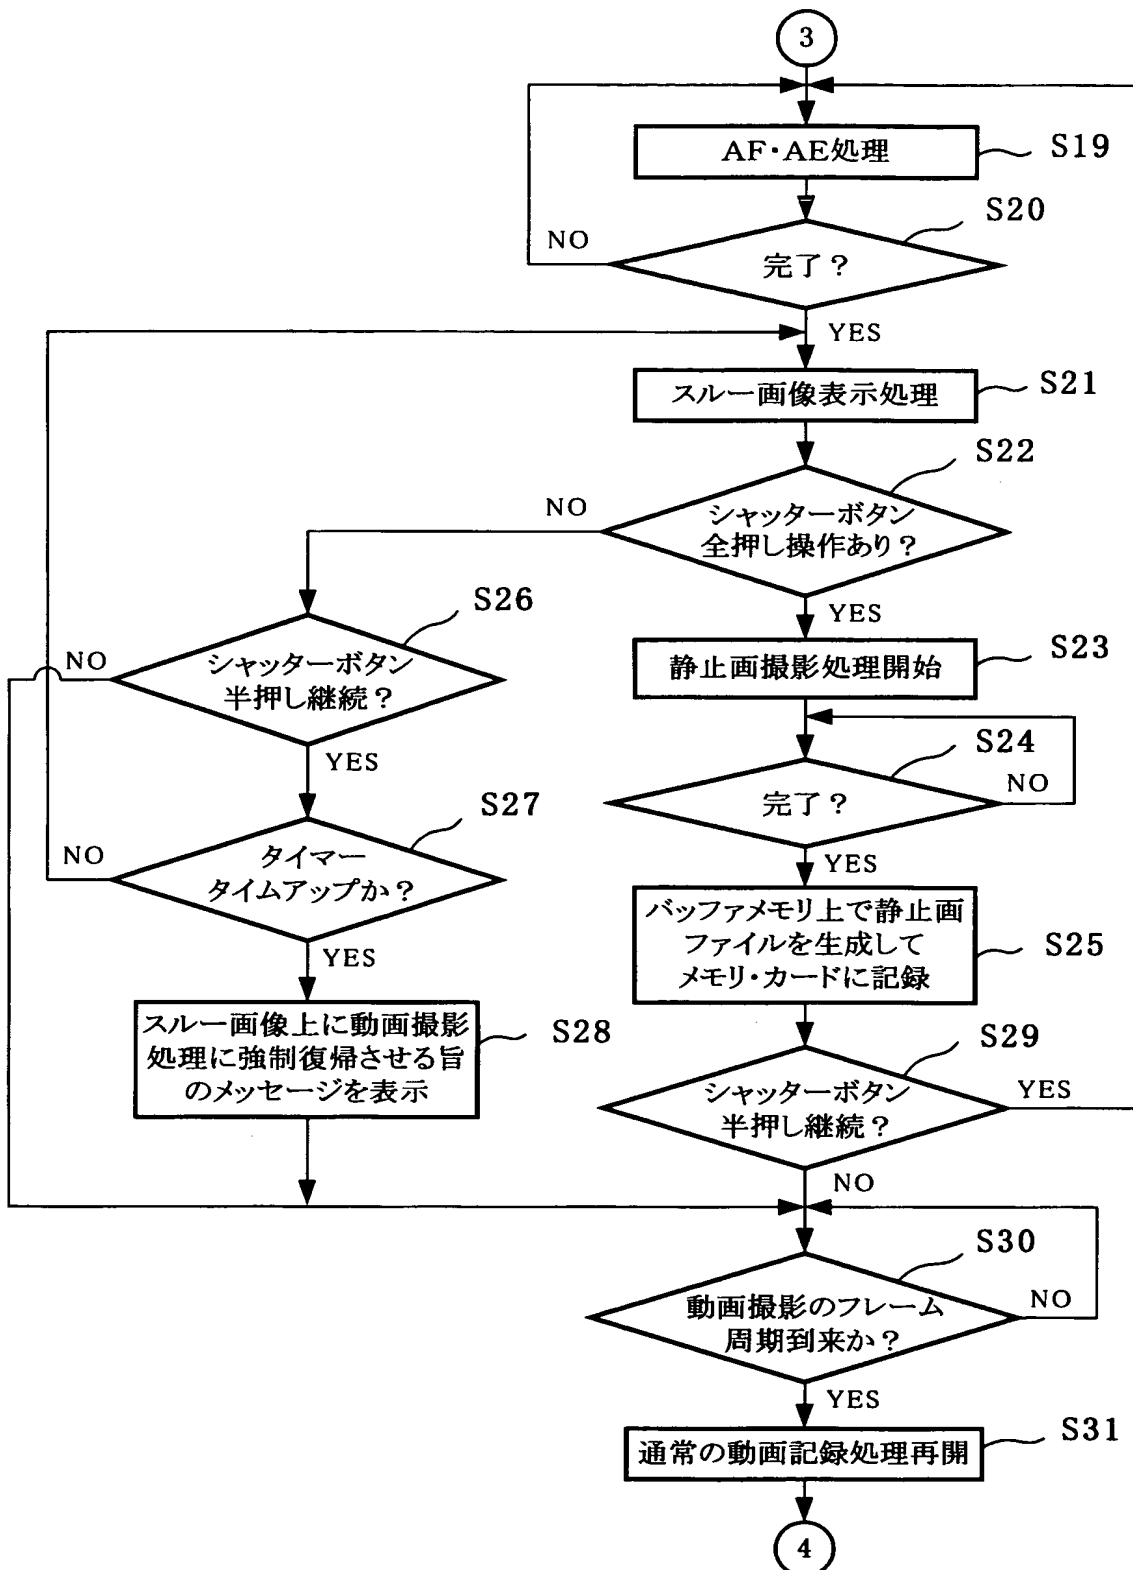 3
AF・AE処理
S19
S20
NO
完了？
YES
スルー画像表示処理
S21
S22
NO
シャッターボタン
全押し操作あり？
YES
S26
NO
シャッターボタン
半押し継続？
YES
静止画撮影処理開始
S23
S24
NO
完了？
YES
S27
NO
タイマー
タイムアップか？
YES
バッファメモリ上で静止画
ファイルを生成して
メモリ・カードに記録
S25
スルー画像上に動画撮影
処理に強制復帰させる旨
のメッセージを表示
S28
S29
シャッターボタン
半押し継続？
YES
NO
S30
動画撮影のフレーム
周期到来か？
NO
YES
通常の動画記録処理再開
S31
4